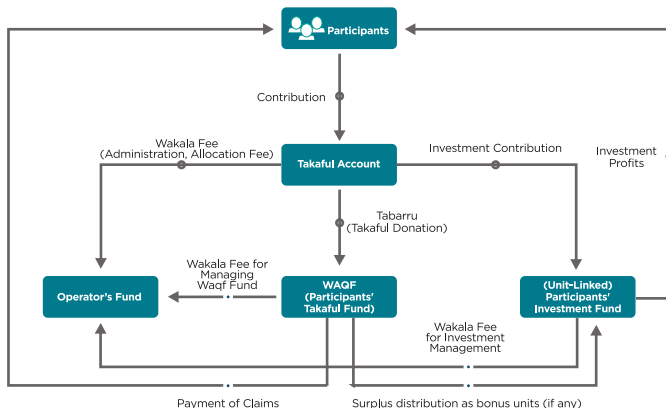 Participants
Contribution
Wakala Fee
(Administration, Allocation Fee)
Takaful Account
Investment Contribution
Investment
Profits
Tabarru
(Takaful Donation)
Operator's Fund
Wakala Fee for
Managing
Waqf Fund
WAQF
(Participants'
Takaful Fund)
(Unit-Linked)
Participants'
Investment Fund
Wakala Fee
for Investment
Management
Payment of Claims
Surplus distribution as bonus units (if any)